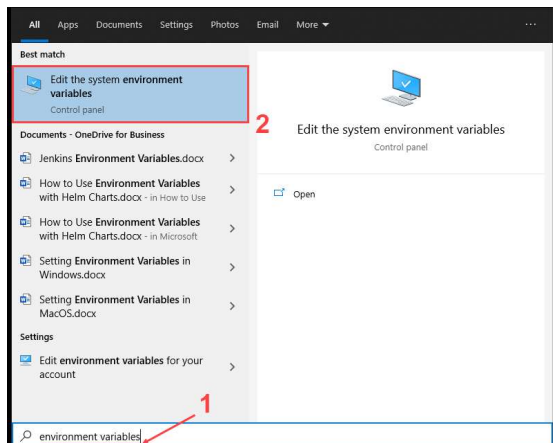 All Apps Documents Settings Photos Email More ...
Best match
Edit the system environment
variables
Control panel
2
Edit the system environment variables
Control panel
Open
Documents - OneDrive for Business
Jenkins Environment Variables.docx
How to Use Environment Variables
with Helm Charts.docx - in How to Use
How to Use Environment Variables
with Helm Charts.docx - in Microsoft
Setting Environment Variables in
Windows.docx
Setting Environment Variables in
MacOS.docx
Settings
Edit environment variables for your
account
1
environment variables